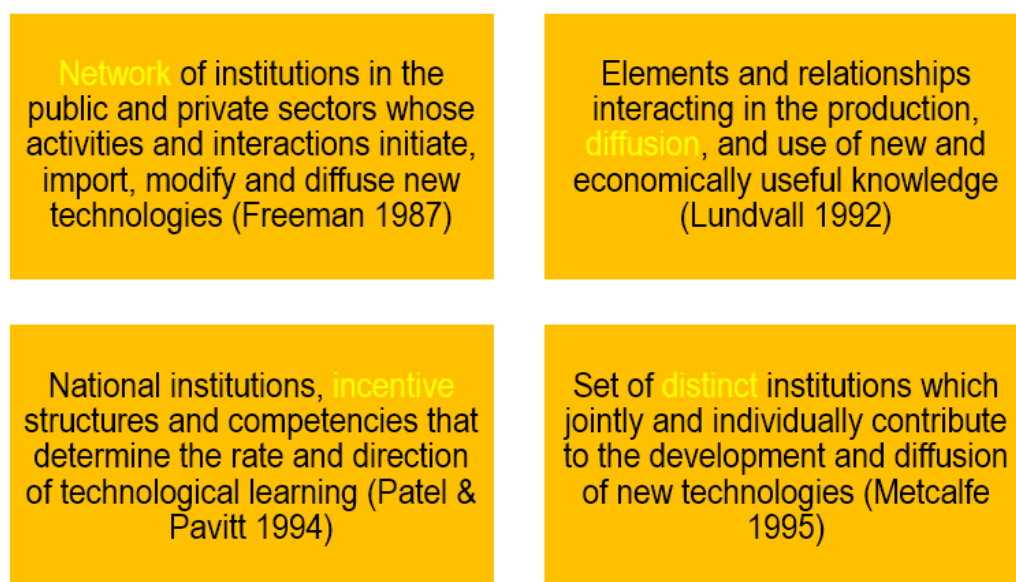 Network of institutions in the
public and private sectors whose
activities and interactions initiate,
import, modify and diffuse new
technologies (Freeman 1987)
Elements and relationships
interacting in the production,
diffusion, and use of new and
economically useful knowledge
(Lundvall 1992)
National institutions, incentive
structures and competencies that
determine the rate and direction
of technological learning (Patel &
Pavitt 1994)
Set of distinct institutions which
jointly and individually contribute
to the development and diffusion
of new technologies (Metcalfe
1995)